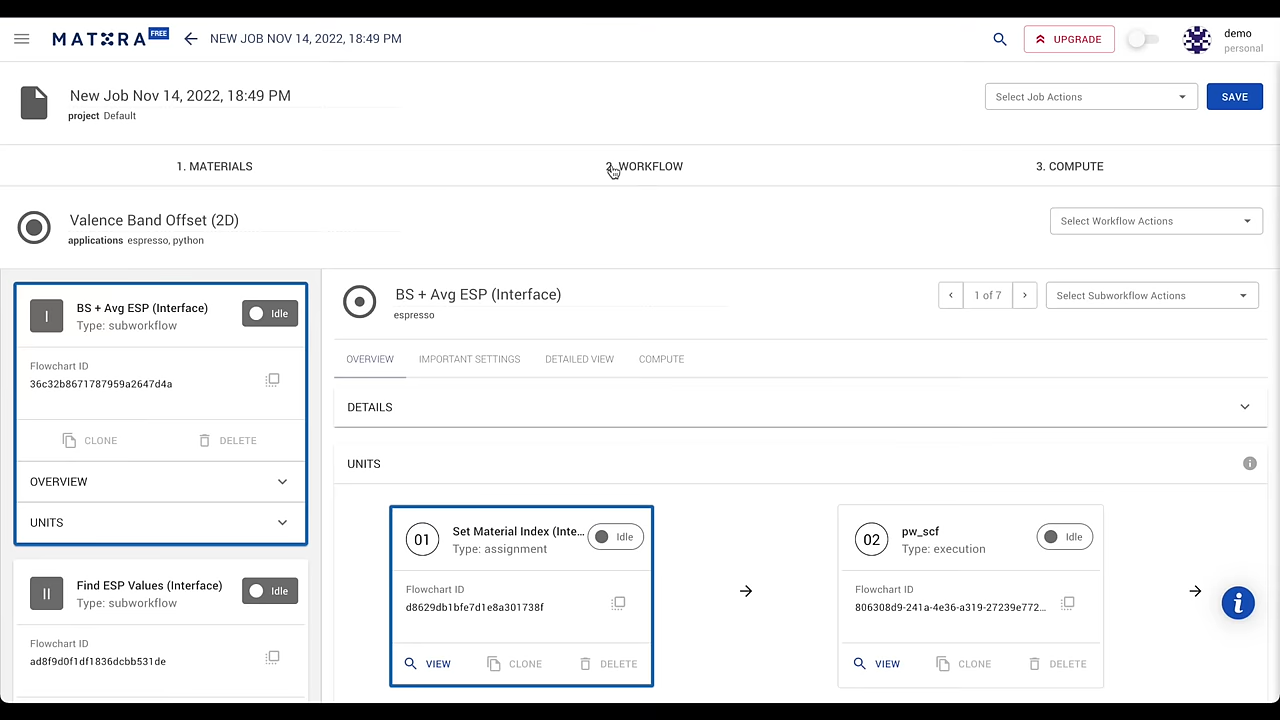 MATERA FREE NEW JOB NOV 14, 2022, 18:49 PM UPGRADE demo
personal
New Job Nov 14, 2022, 18:49 PM Select Job Actions SAVE
project Default
1. MATERIALS 2. WORKFLOW 3. COMPUTE
Valence Band Offset (2D) Select Workflow Actions
applications espresso, python
I BS + Avg ESP (Interface) Idle
Type: subworkflow
Flowchart ID
36c32b8671787959a2647d4a
CLONE DELETE
OVERVIEW
UNITS
II Find ESP Values (Interface) Idle
Type: subworkflow
Flowchart ID
ad8f9d0f1df1836dcbb531de
BS + Avg ESP (Interface) 1 of 7 Select Subworkflow Actions
espresso
OVERVIEW IMPORTANT SETTINGS DETAILED VIEW COMPUTE
DETAILS
UNITS
01 Set Material Index (Inte... Idle
Type: assignment
Flowchart ID
d8629db1bfe7d1e8a301738f
VIEW CLONE DELETE
02 pw_scf Idle
Type: execution
Flowchart ID
806308d9-241a-4e36-a319-27239e772...
VIEW CLONE DELETE